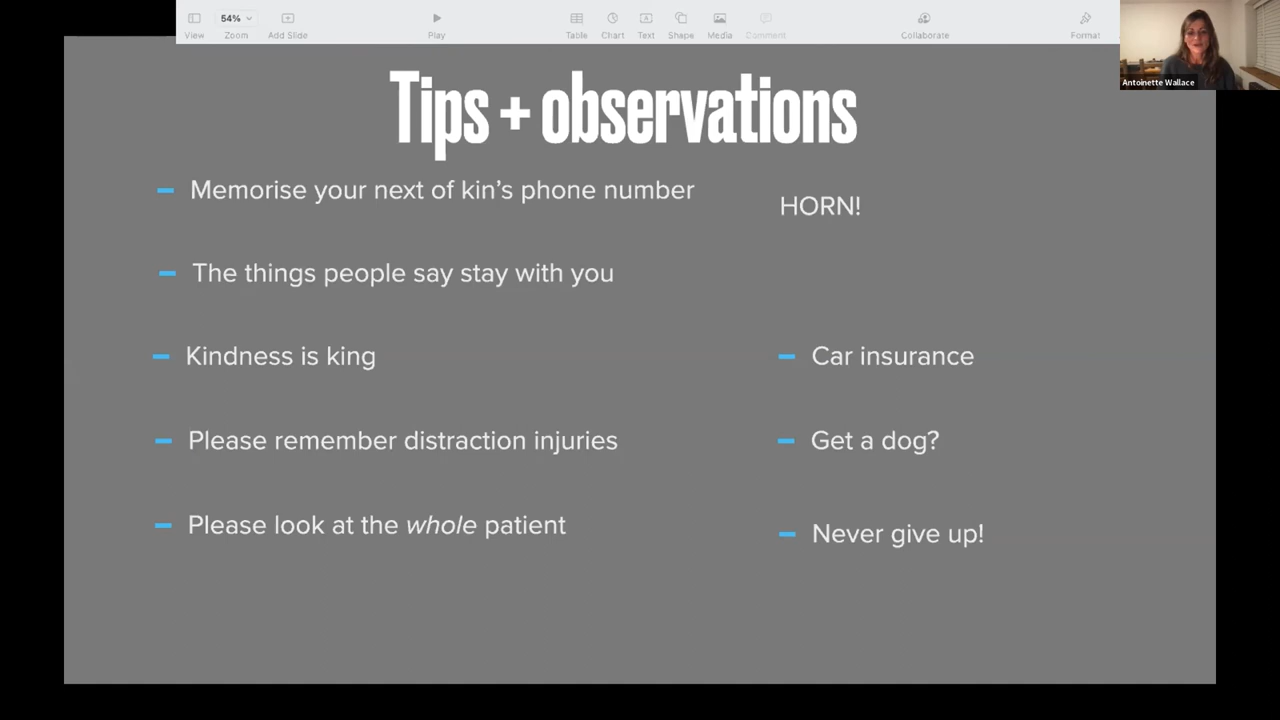 54%
View
Zoom
Add Slide
Play
Table
Chart
Text
Shape
Media
Comment
Collaborate
Format
Antoinette Wallace
Tips + observations
Memorise your next of kin's phone number
The things people say stay with you
Kindness is king
Please remember distraction injuries
Please look at the whole patient
HORN!
Car insurance
Get a dog?
Never give up!